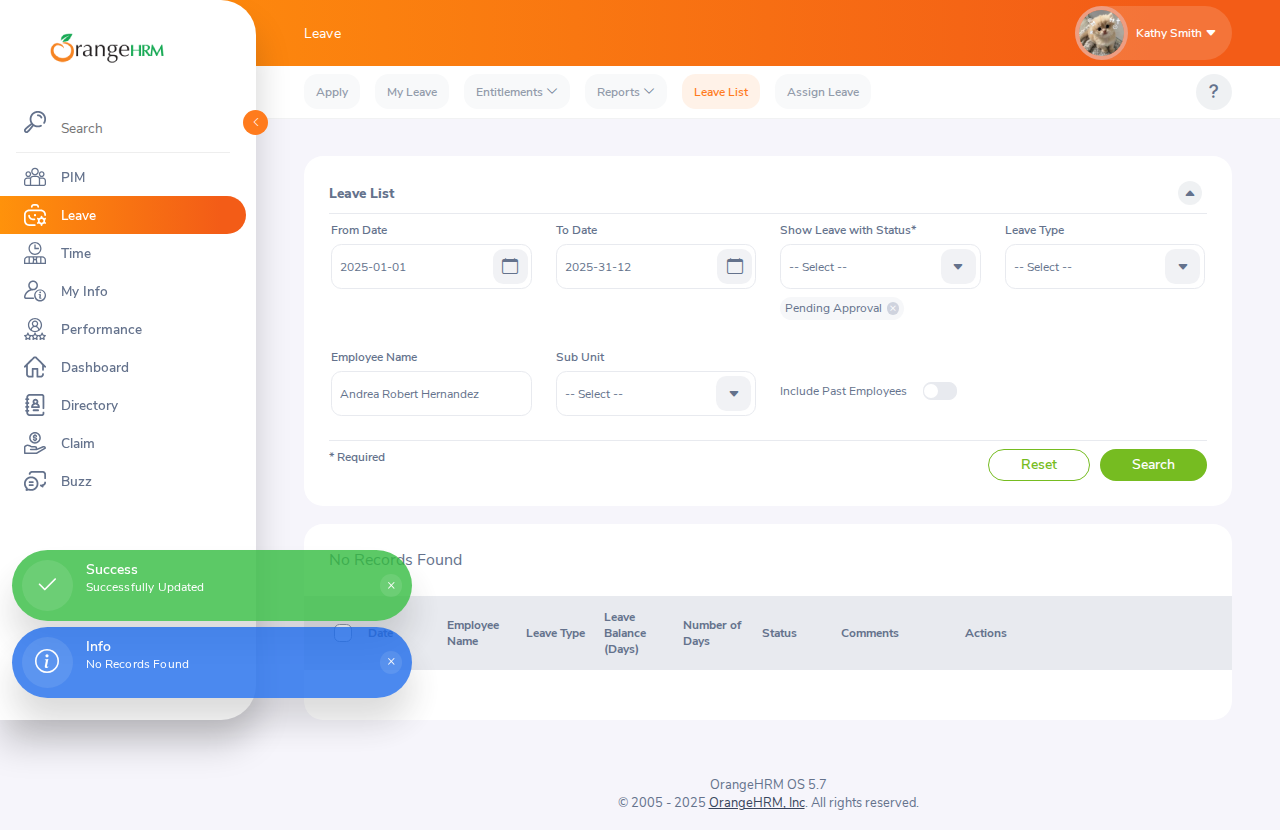 OrangeHRM
Leave
Kathy Smith
Apply
My Leave
Entitlements
Reports
Leave List
Assign Leave
?
Search
PIM
Leave
Time
My Info
Performance
Dashboard
Directory
Claim
Buzz
Leave List
From Date
To Date
Show Leave with Status*
Leave Type
2025-01-01
2025-31-12
-- Select --
-- Select --
Pending Approval
Employee Name
Sub Unit
Andrea Robert Hernandez
-- Select --
Include Past Employees
* Required
Reset
Search
No Records Found
Success
Successfully Updated
Info
No Records Found
Date
Employee Name
Leave Type
Leave Balance (Days)
Number of Days
Status
Comments
Actions
OrangeHRM OS 5.7
© 2005 - 2025 OrangeHRM, Inc. All rights reserved.